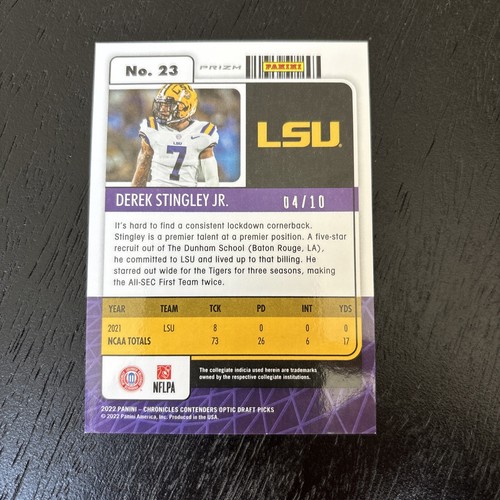 No. 23
PRIZM
PANINI
7
LSU
DEREK STINGLEY JR.
04/10
It's hard to find a consistent lockdown cornerback.
Stingley is a premier talent at a premier position. A five-star
recruit out of The Dunham School (Baton Rouge, LA),
he committed to LSU and lived up to that billing. He
starred out wide for the Tigers for three seasons, making
the All-SEC First Team twice.
YEAR TEAM TCK PD INT YDS
2021 LSU 8 0 0 0
NCAA TOTALS 73 26 6 17
NFLPA
The collegiate indicia used herein are trademarks
owned by the respective collegiate institutions.
2022 PANINI – CHRONICLES CONTENDERS OPTIC DRAFT PICKS
© 2022 Panini America, Inc. Produced in the USA.